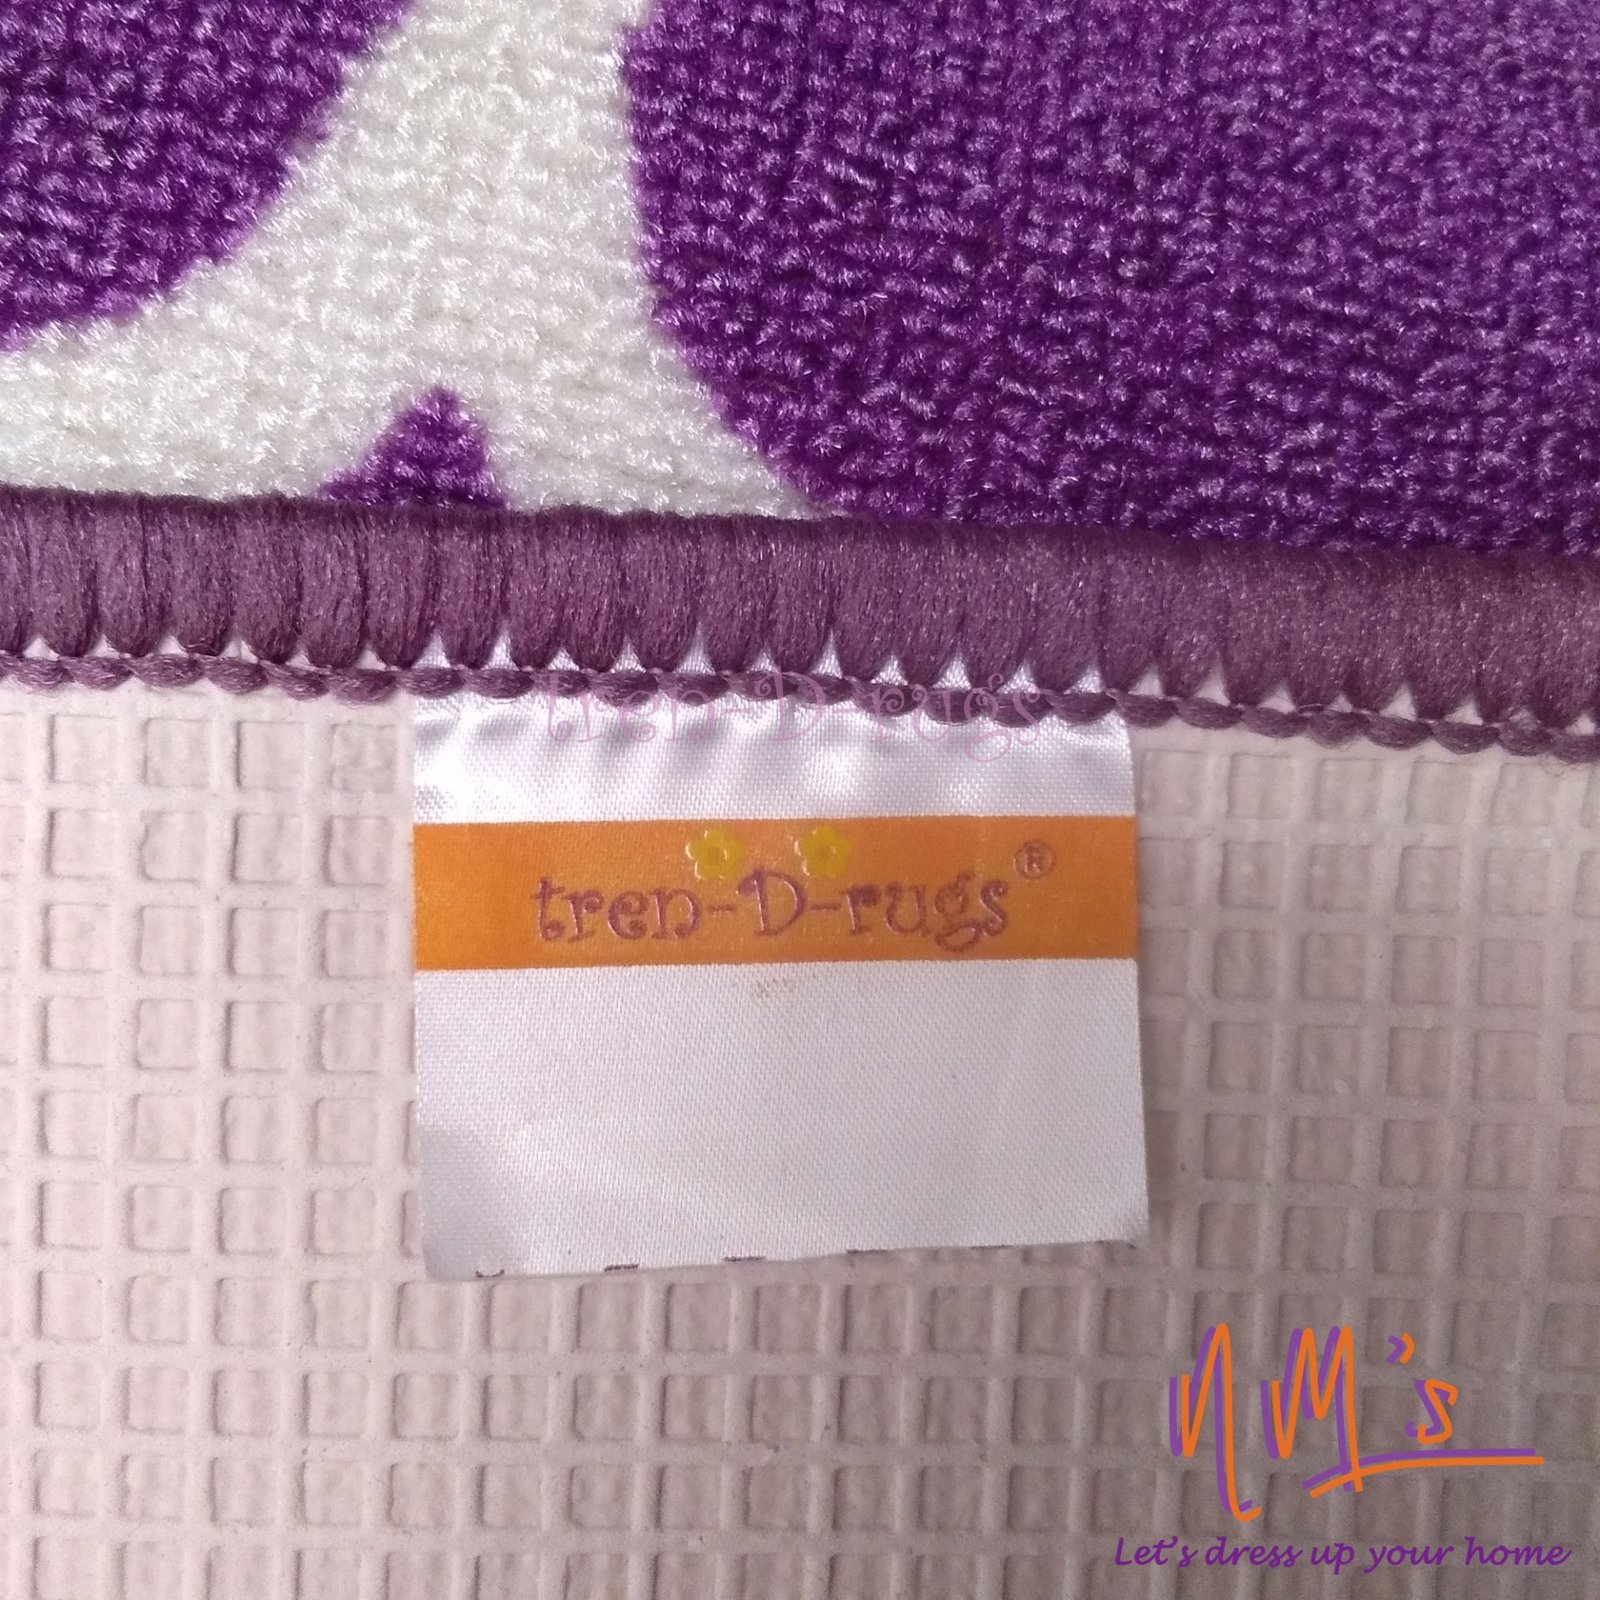 tren-D-rugs
tren-D-rugs®
NM's
Let's dress up your home